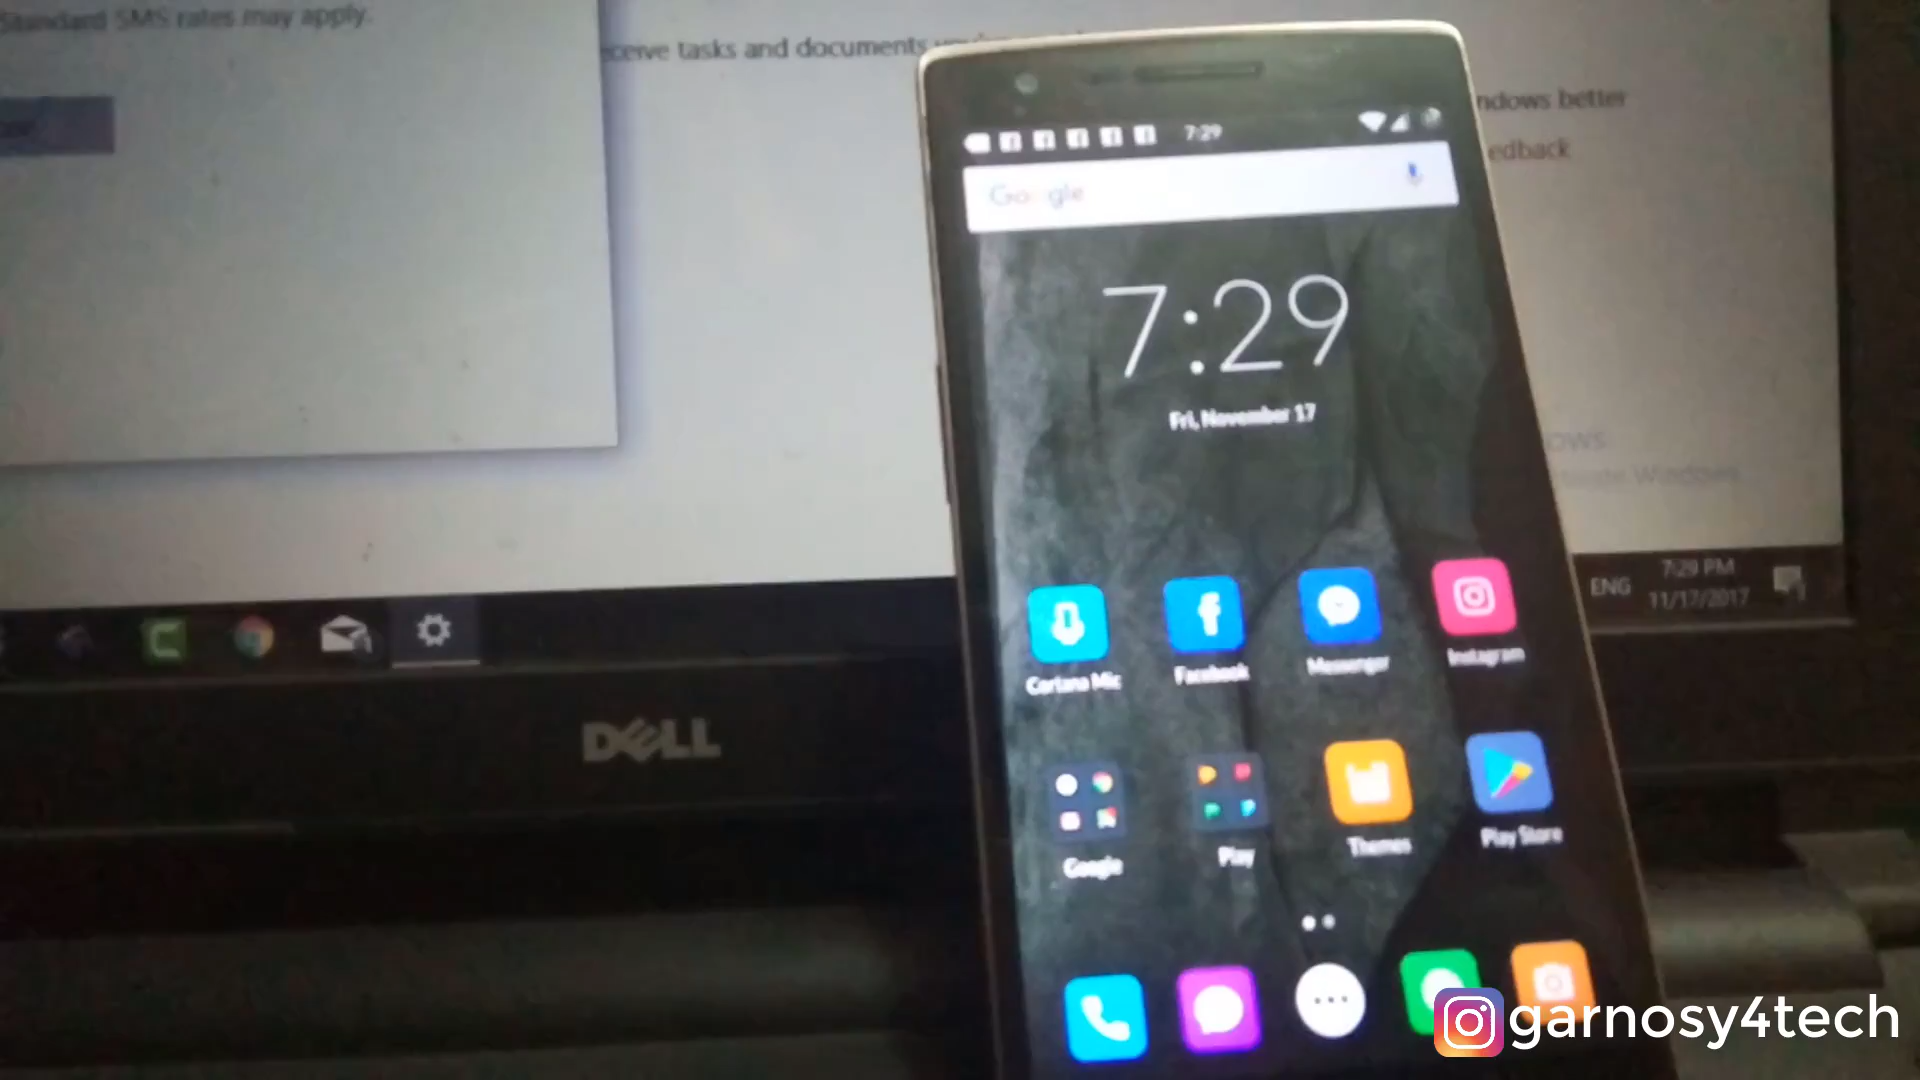 Standard SMS rates may apply.
eceive tasks and documents
ndows better
edback
7:29
Google
7:29
Fri, November 17
Cortana Mic
Facebook
Messenger
Instagram
Google
Play
Themes
Play Store
ENG
7:29 PM
11/17/2017
DELL
garnosy4tech